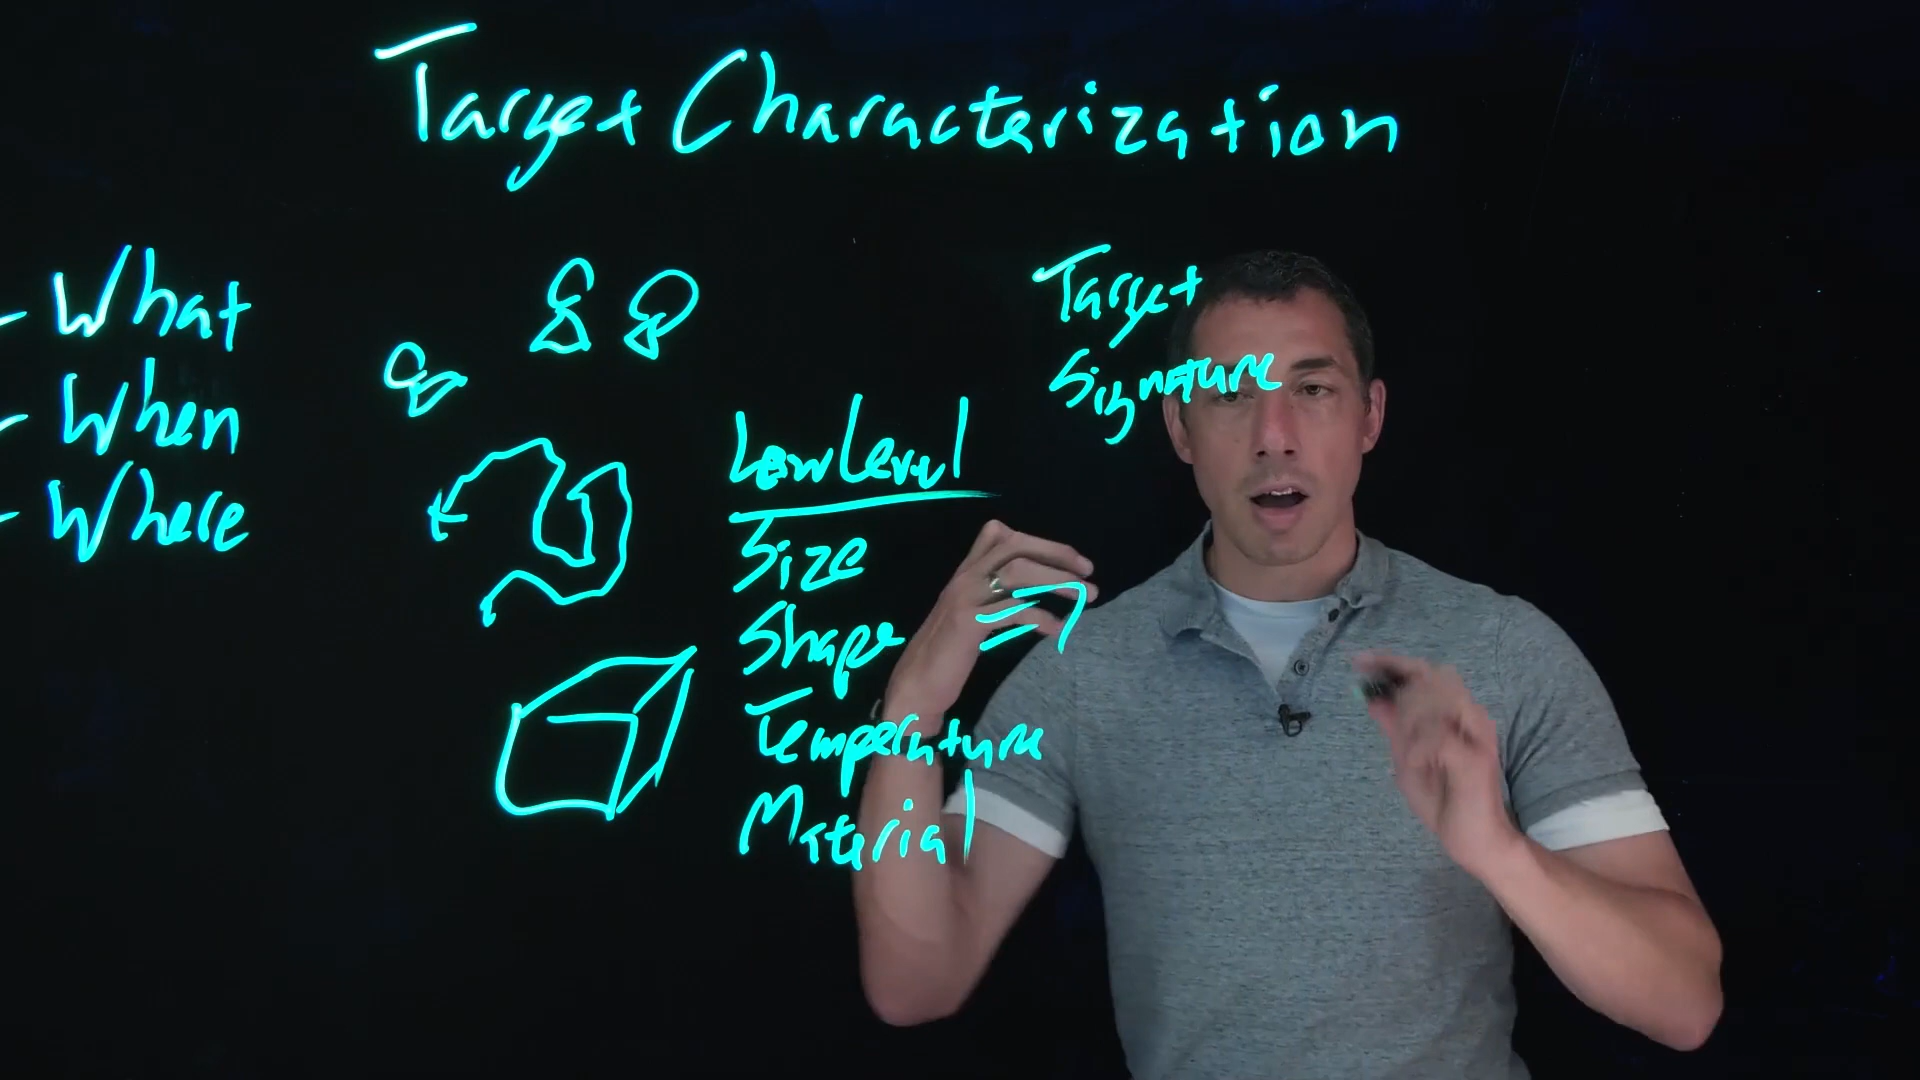 Target Characterization
- What
- When
- Where
Low Level
Size
Shape
Temperature
Material
Target
Signature